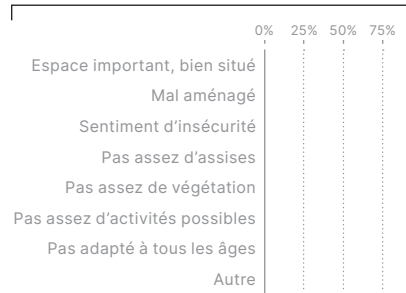 0% 25% 50% 75%
Espace important, bien situé
Mal aménagé
Sentiment d’insécurité
Pas assez d’assises
Pas assez de végétation
Pas assez d’activités possibles
Pas adapté à tous les âges
Autre